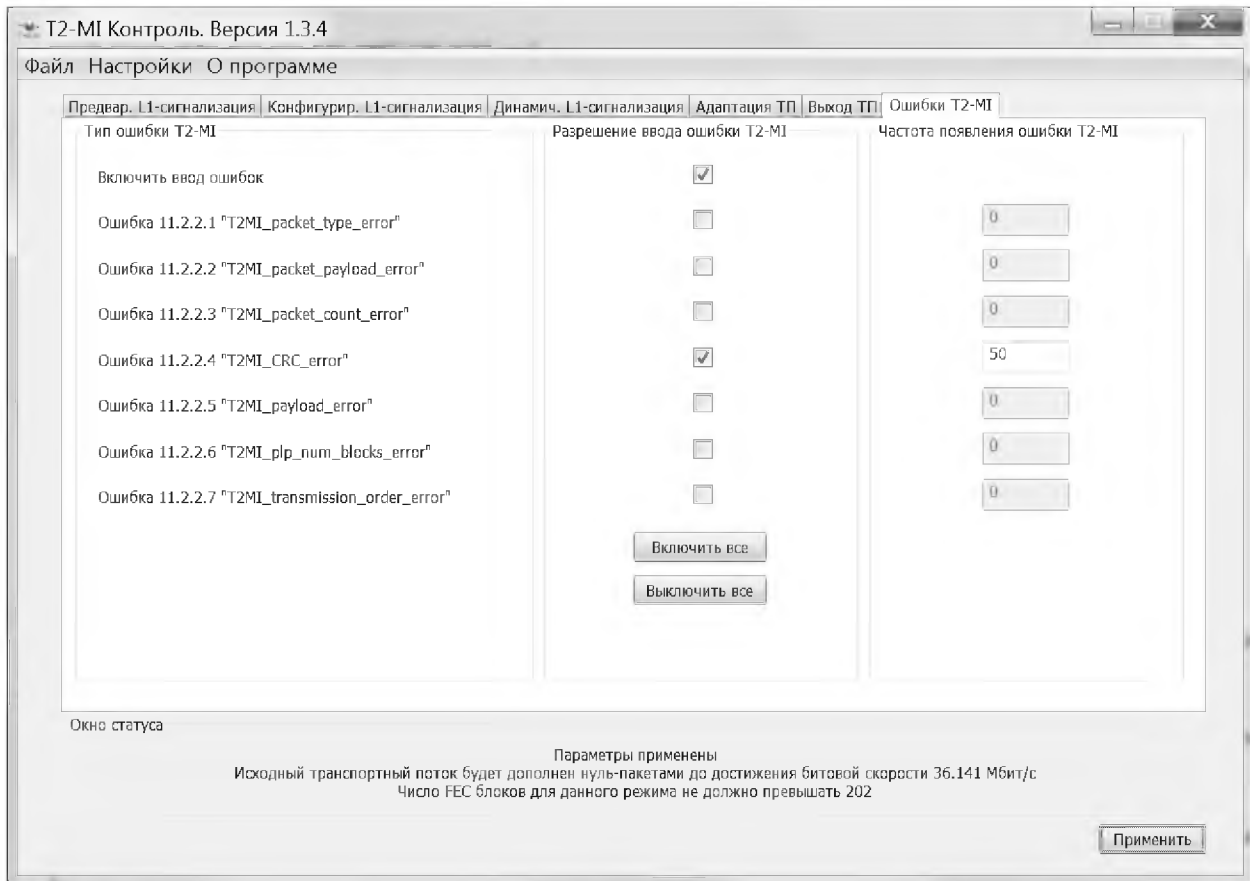 Т2-MI Контроль. Версия 1.3.4
Файл Настройки О программе
Предвар. L1-сигнализация Конфигурир. L1-сигнализация Динамич. L1-сигнализация Адаптация ТП Выход ТП Ошибки Т2-MI
Тип ошибки Т2-MI Разрешение ввода ошибки Т2-MI Частота появления ошибки Т2-MI
Включить ввод ошибок
Ошибка 11.2.2.1 "T2MI_packet_type_error" 0
Ошибка 11.2.2.2 "T2MI_packet_payload_error" 0
Ошибка 11.2.2.3 "T2MI_packet_count_error" 0
Ошибка 11.2.2.4 "T2MI_CRC_error" 50
Ошибка 11.2.2.5 "T2MI_payload_error" 0
Ошибка 11.2.2.6 "T2MI_plp_num_blocks_error" 0
Ошибка 11.2.2.7 "T2MI_transmission_order_error" 0
Включить все
Выключить все
Окно статуса
Параметры применены
Исходный транспортный поток будет дополнен нуль-пакетами до достижения битовой скорости 36.141 Мбит/с
Число FEC блоков для данного режима не должно превышать 202
Применить